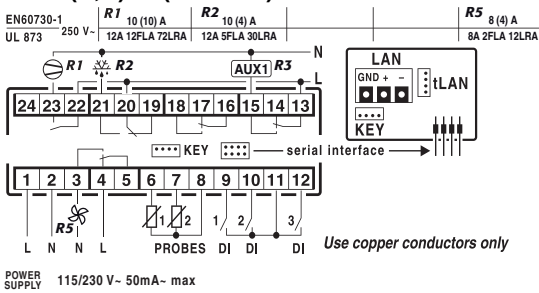 EN60730-1 250 V~ R1 10 (10) A R2 10 (4) A R5 8 (4) A
UL 873 12A 12FLA 72LRA 12A 5FLA 30LRA 8A 2FLA 12LRA
N
R1 R2 AUX1 R3
L
LAN
GND + -
tLAN
KEY
24 23 22 21 20 19 18 17 16 15 14 13
KEY serial interface
1 2 3 4 5 6 7 8 9 10 11 12
R5 1 2 1 2 3
L N N L PROBES DI DI DI
Use copper conductors only
POWER SUPPLY 115/230 V~ 50mA~ max